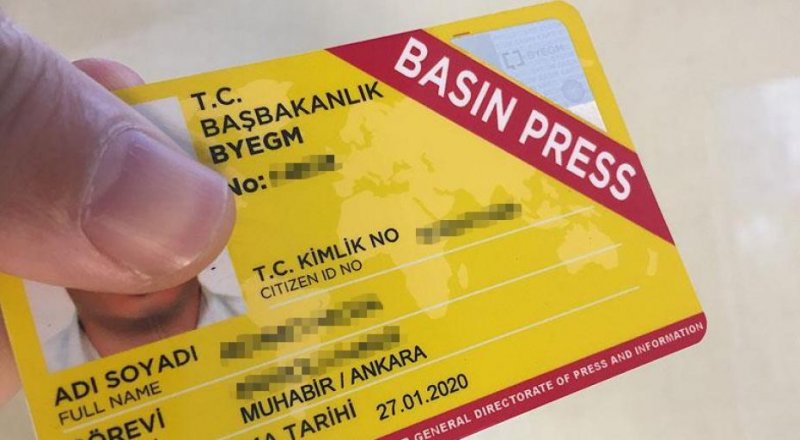 T.C.
BAŞBAKANLIK
BYEGM
No:
BASIN PRESS
BYEGM
T.C. KİMLİK NO
CITIZEN ID NO
ADI SOYADI
FULL NAME
GÖREVİ
MUHABİR / ANKARA
TARİHİ 27.01.2020
GENERAL DIRECTORATE OF PRESS AND INFORMATION